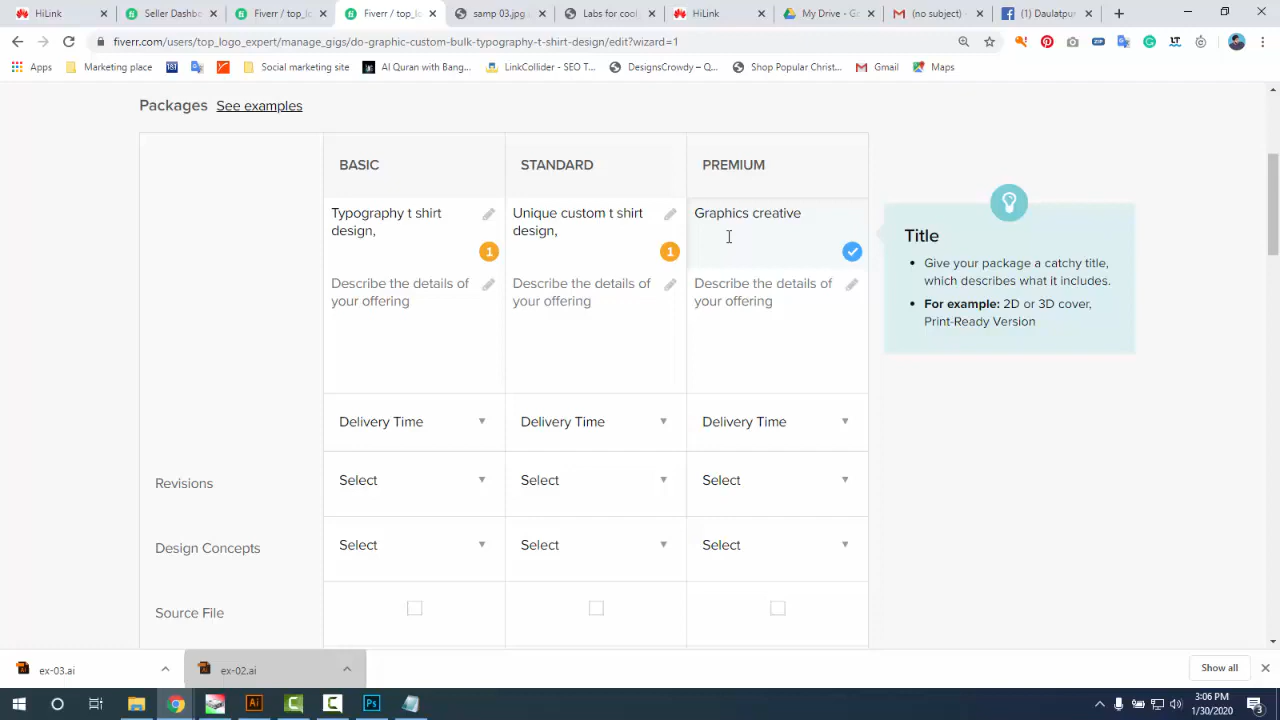 HiLink
Seller Dashbo
Fiverr / top_lo
Fiverr / top_lo
samp 03.jpg
Labs for cool
HiLink
My Drive - Go
(no subject)
(1) Daulatpur
fiverr.com/users/top_logo_expert/manage_gigs/do-graphic-custom-bulk-typography-t-shirt-design/edit?wizard=1
Apps
Marketing place
Social marketing site
Al Quran with Bang...
LinkCollider - SEO T...
DesignsCrowdy – Q...
Shop Popular Christ...
Gmail
Maps
Packages See examples
BASIC STANDARD PREMIUM
Typography t shirt
design,
1
Unique custom t shirt
design,
1
Graphics creative
Describe the details of
your offering
Describe the details of
your offering
Describe the details of
your offering
Delivery Time Delivery Time Delivery Time
Revisions Select Select Select
Design Concepts Select Select Select
Source File
Title
Give your package a catchy title,
which describes what it includes.
For example: 2D or 3D cover,
Print-Ready Version
ex-03.ai
ex-02.ai
Show all
3:06 PM
1/30/2020